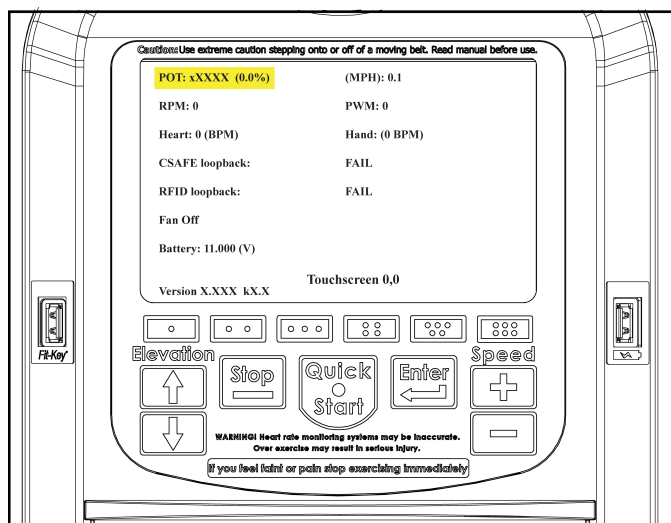 Caution: Use extreme caution stepping onto or off of a moving belt. Read manual before use.
POT: xXXXX (0.0%) (MPH): 0.1
RPM: 0 PWM: 0
Heart: 0 (BPM) Hand: (0 BPM)
CSAFE loopback: FAIL
RFID loopback: FAIL
Fan Off
Battery: 11.000 (V)
Touchscreen 0,0
Version X.XXX kX.X
Fit-Key
Elevation
Stop
Quick
Start
Enter
Speed
WARNING! Heart rate monitoring systems may be inaccurate.
Over exercise may result in serious injury.
If you feel faint or pain stop exercising immediately